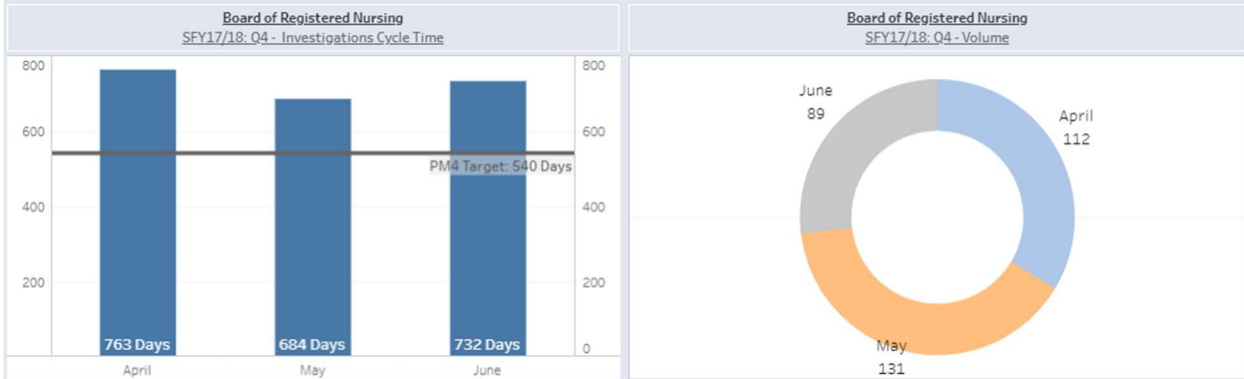 Board of Registered Nursing
SFY17/18: Q4 - Investigations Cycle Time
800
600
400
200
800
600
400
200
0
PM4 Target: 540 Days
763 Days
684 Days
732 Days
April
May
June
Board of Registered Nursing
SFY17/18: Q4 - Volume
June
89
April
112
May
131